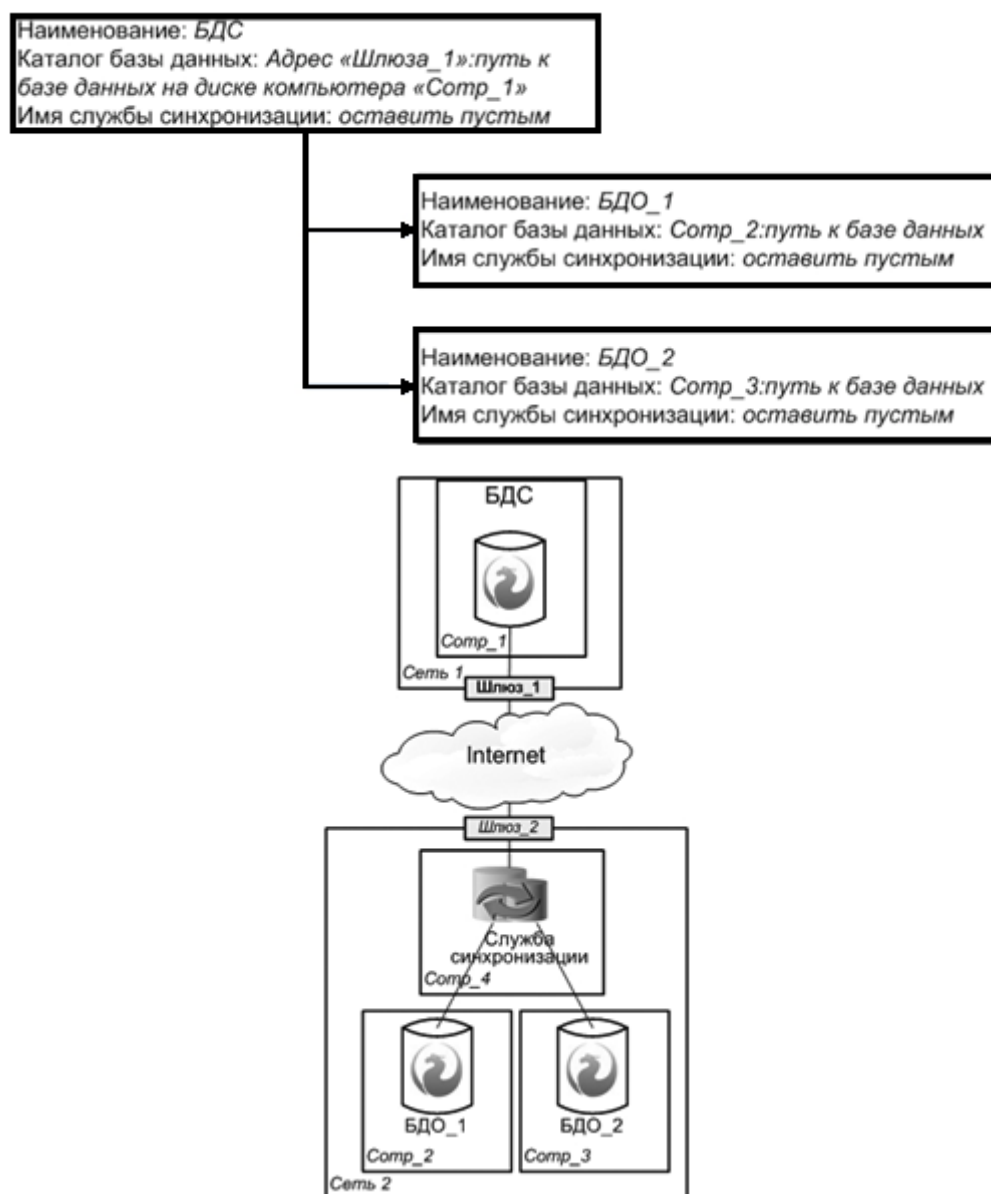 Наименование: БДС
Каталог базы данных: Адрес «Шлюза_1»:путь к
базе данных на диске компьютера «Comp_1»
Имя службы синхронизации: оставить пустым
Наименование: БДО_1
Каталог базы данных: Comp_2:путь к базе данных
Имя службы синхронизации: оставить пустым
Наименование: БДО_2
Каталог базы данных: Comp_3:путь к базе данных
Имя службы синхронизации: оставить пустым
БДС
Comp_1
Сеть 1
Шлюз_1
Internet
Шлюз_2
Служба
синхронизации
Comp_4
БДО_1
БДО_2
Comp_2
Comp_3
Сеть 2